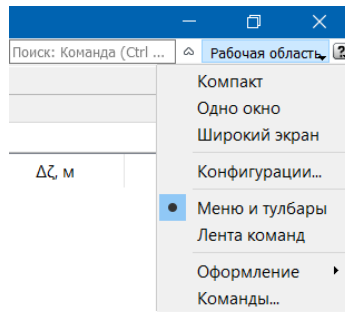 Поиск: Команда (Ctrl ... Рабочая область
Компакт
Одно окно
Широкий экран
Δζ, м
Конфигурации...
Меню и тулбары
Лента команд
Оформление
Команды...